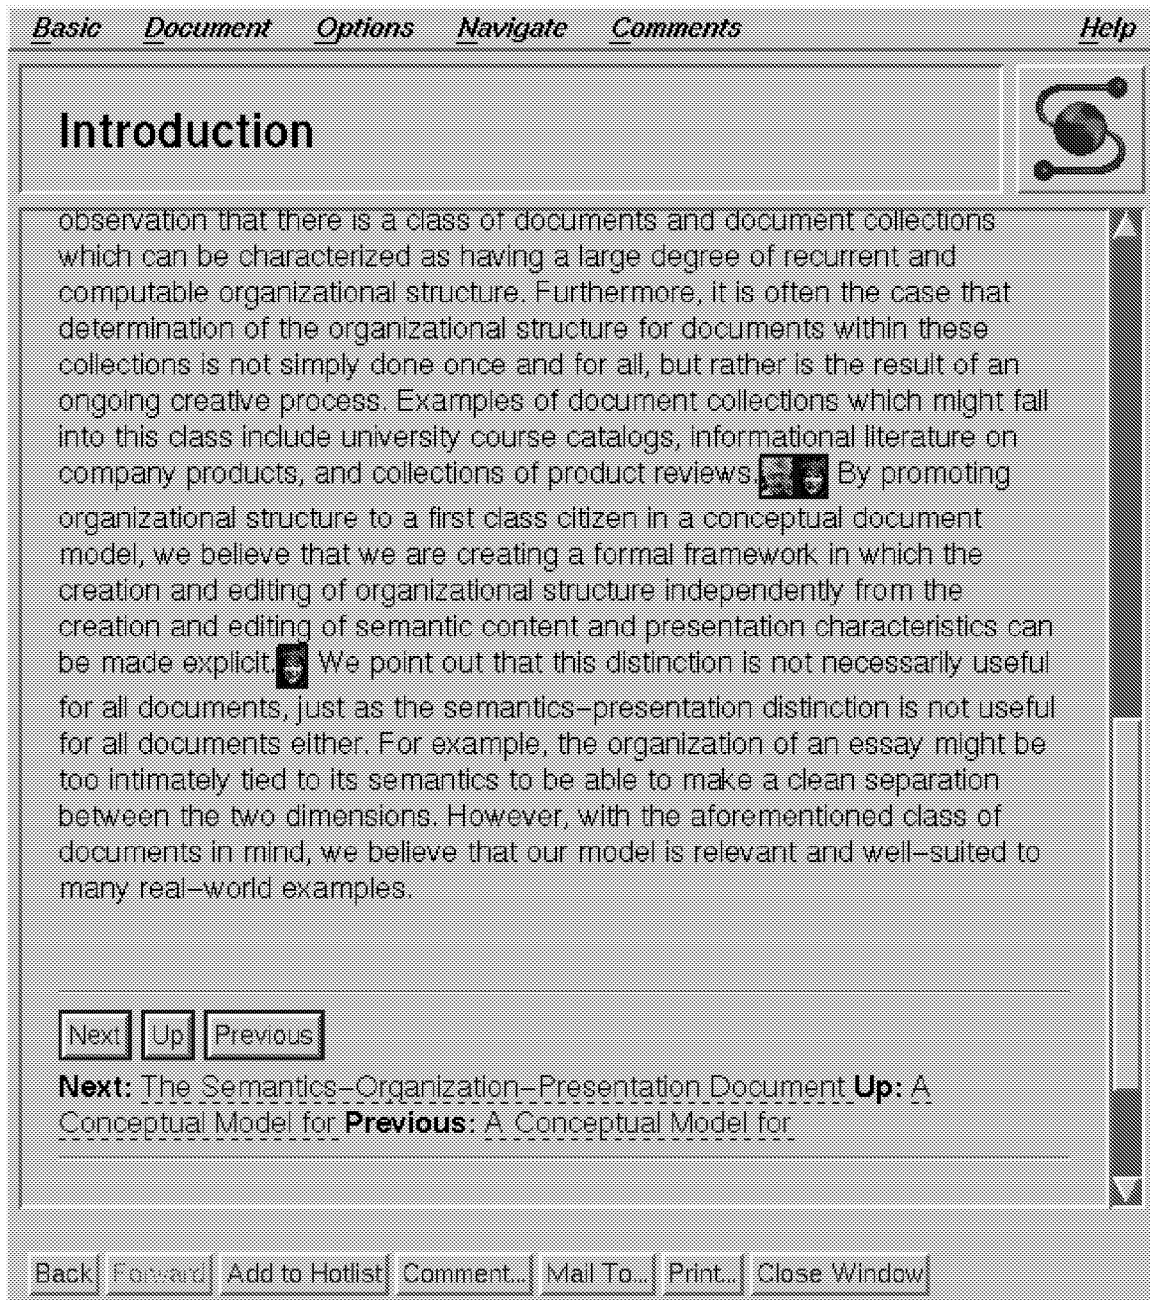 Basic Document Options Navigate Comments Help
Introduction
observation that there is a class of documents and document collections
which can be characterized as having a large degree of recurrent and
computable organizational structure. Furthermore, it is often the case that
determination of the organizational structure for documents within these
collections is not simply done once and for all, but rather is the result of an
ongoing creative process. Examples of document collections which might fall
into this class include university course catalogs, informational literature on
company products, and collections of product reviews. By promoting
organizational structure to a first class citizen in a conceptual document
model, we believe that we are creating a formal framework in which the
creation and editing of organizational structure independently from the
creation and editing of semantic content and presentation characteristics can
be made explicit. We point out that this distinction is not necessarily useful
for all documents, just as the semantics-presentation distinction is not useful
for all documents either. For example, the organization of an essay might be
too intimately tied to its semantics to be able to make a clean separation
between the two dimensions. However, with the aforementioned class of
documents in mind, we believe that our model is relevant and well-suited to
many real-world examples.
Next Up Previous
Next: The Semantics-Organization-Presentation Document Up: A
Conceptual Model for Previous: A Conceptual Model for
Back Forward Add to Hotlist Comment... Mail To... Print... Close Window